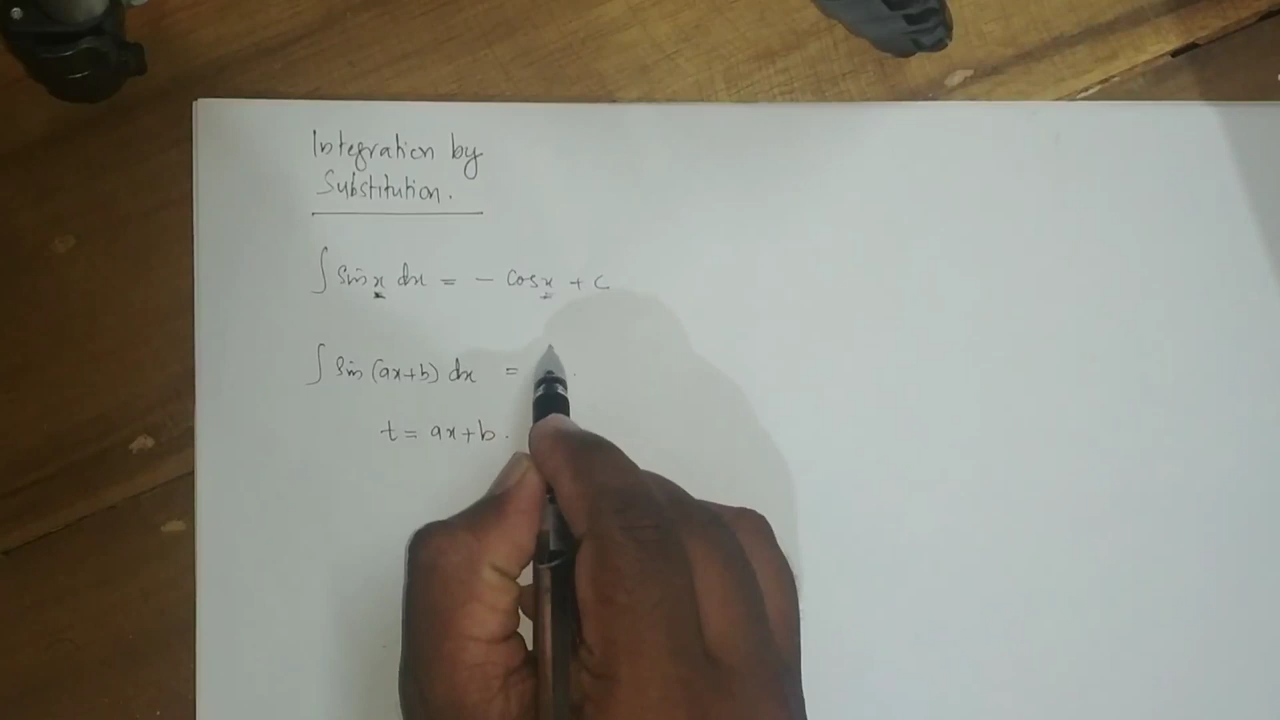 Integration by
Substitution.
∫ Sin x dx = - Cos x + C
∫ Sin (ax+b) dx =
t = ax+b.